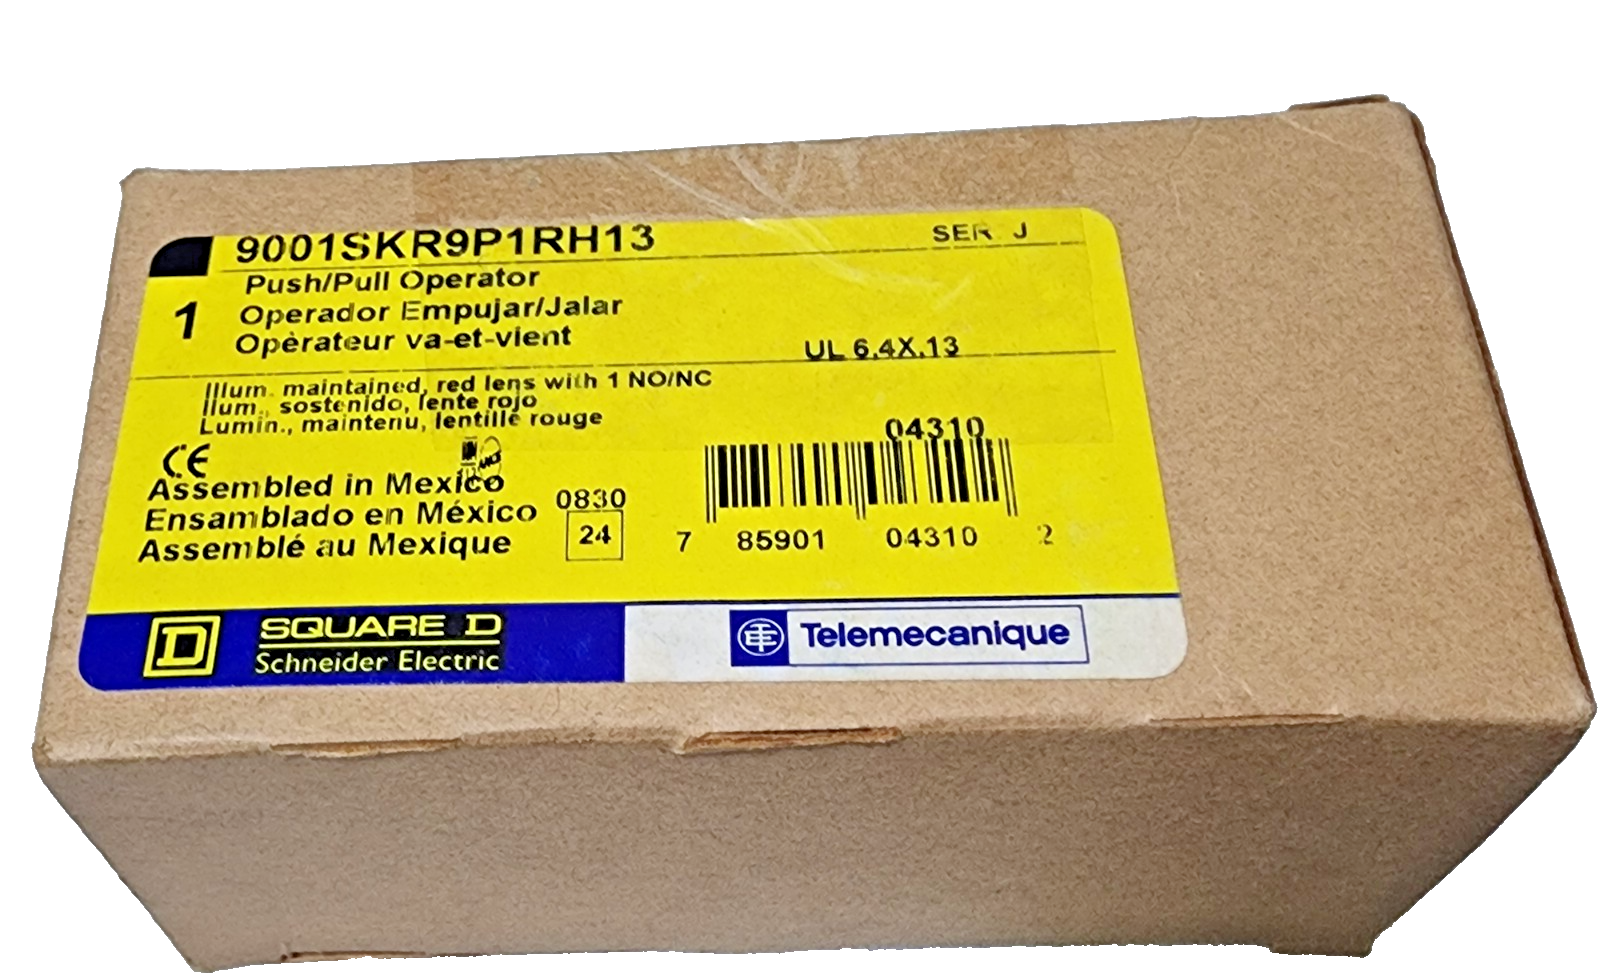 9001SKR9P1RH13 SER. J
1
Push/Pull Operator
Operador Empujar/Jalar
Opérateur va-et-vient
UL 6,4X,13
Illum. maintained, red lens with 1 NO/NC
Ilum., sostenido, lente rojo
Lumin., maintenu, lentille rouge
04310
CE
Assembled in Mexico
Ensamblado en México
Assemblé au Mexique
0830
24
7 85901 04310 2
D SQUARE D
Schneider Electric
TE Telemecanique